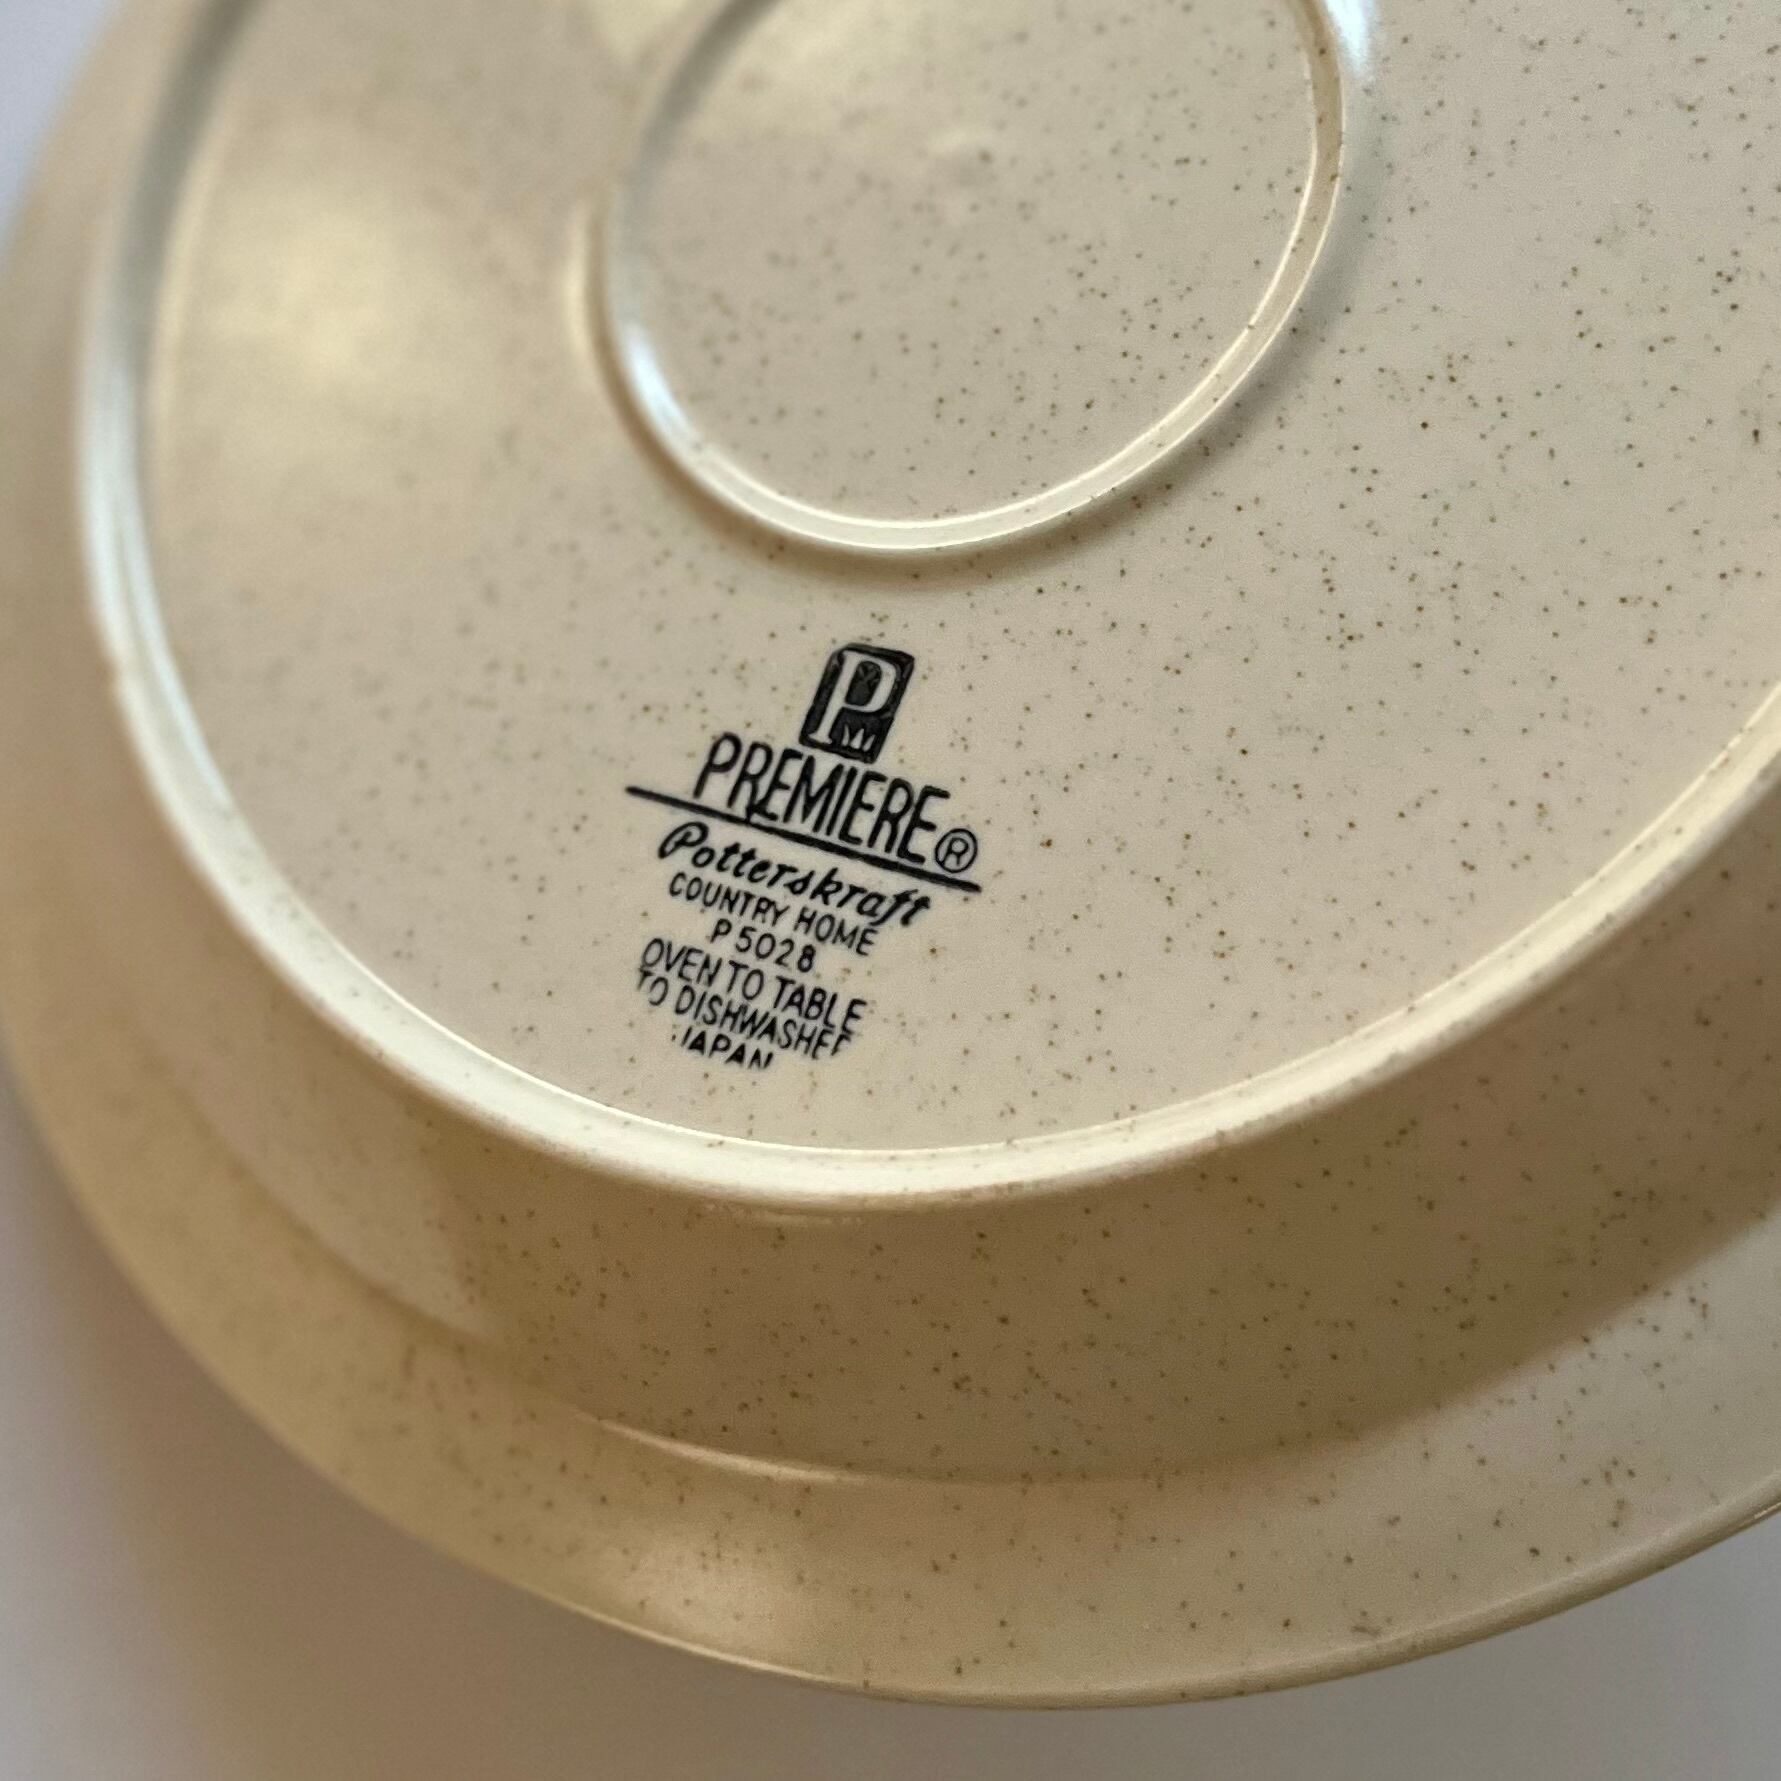 P
PREMIERE®
Potterskraft
COUNTRY HOME
P 5028
OVEN TO TABLE
TO DISHWASHER
JAPAN